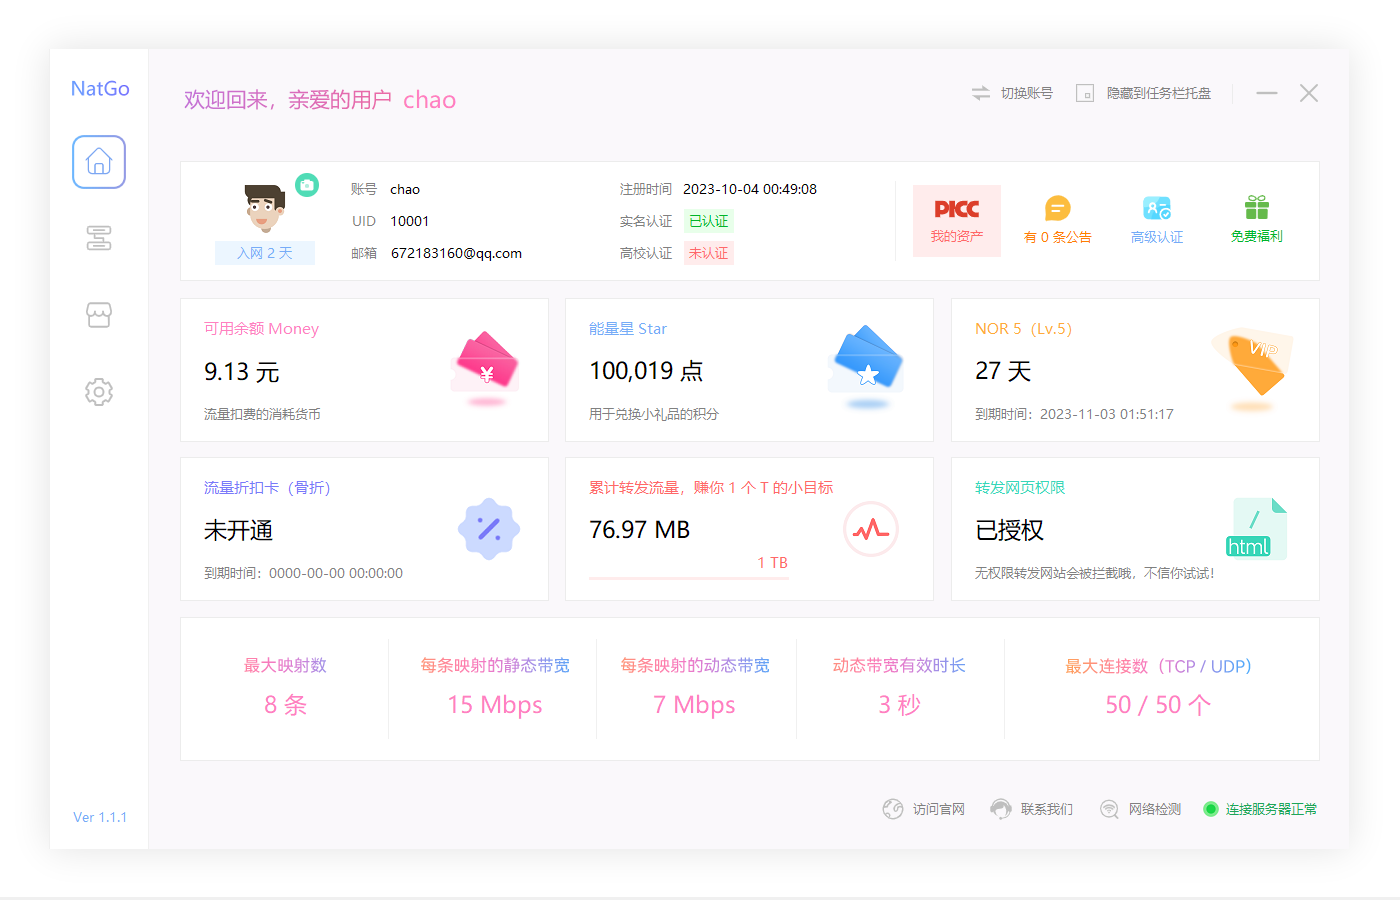 NatGo
欢迎回来，亲爱的用户 chao
切换账号
隐藏到任务栏托盘
账号 chao
注册时间 2023-10-04 00:49:08
UID 10001
实名认证 已认证
入网 2 天
邮箱 672183160@qq.com
高校认证 未认证
PICC
我的资产
有 0 条公告
高级认证
免费福利
可用余额 Money
9.13 元
流量扣费的消耗货币
¥
能量星 Star
100,019 点
用于兑换小礼品的积分
NOR 5（Lv.5）
27 天
到期时间：2023-11-03 01:51:17
VIP
流量折扣卡（骨折）
未开通
到期时间：0000-00-00 00:00:00
累计转发流量，赚你 1 个 T 的小目标
76.97 MB
1 TB
转发网页权限
已授权
无权限转发网站会被拦截哦，不信你试试！
html
最大映射数
8 条
每条映射的静态带宽
15 Mbps
每条映射的动态带宽
7 Mbps
动态带宽有效时长
3 秒
最大连接数（TCP / UDP）
50 / 50 个
Ver 1.1.1
访问官网
联系我们
网络检测
连接服务器正常